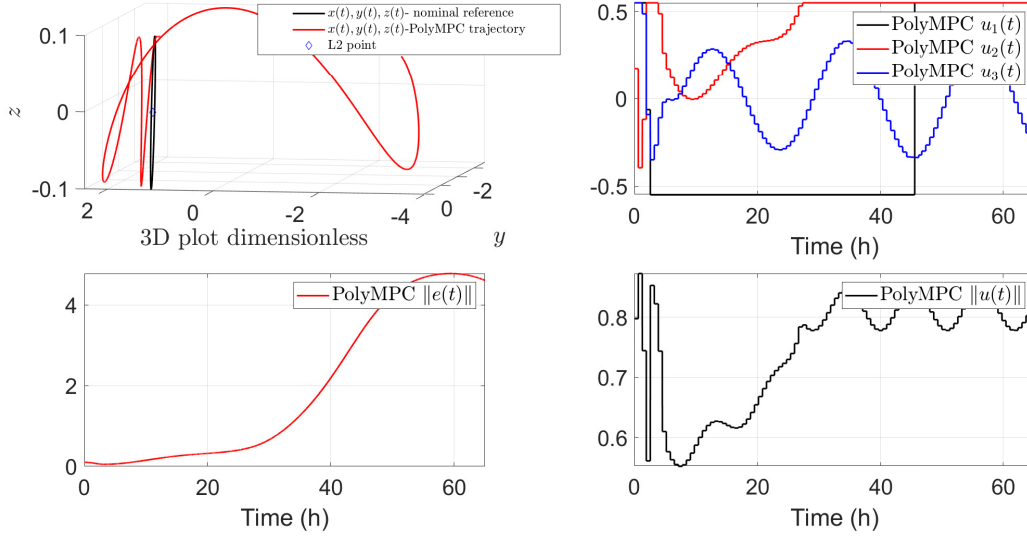 x(t), y(t), z(t)- nominal reference
x(t), y(t), z(t)-PolyMPC trajectory
L2 point
0.1
0
-0.1
z
2
0
-2
-4
0
-2
3D plot dimensionless
y
PolyMPC u₁(t)
PolyMPC u₂(t)
PolyMPC u₃(t)
0.5
0
-0.5
0
20
40
60
Time (h)
PolyMPC ‖e(t)‖
4
2
0
0
20
40
60
Time (h)
PolyMPC ‖u(t)‖
0.8
0.7
0.6
0
20
40
60
Time (h)